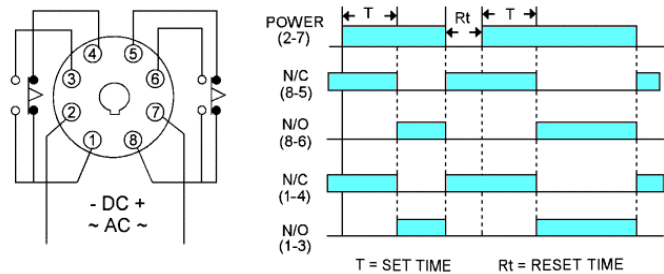 4
5
3
6
2
7
1
8
- DC +
~ AC ~
POWER
(2-7)
T
Rt
T
N/C
(8-5)
N/O
(8-6)
N/C
(1-4)
N/O
(1-3)
T = SET TIME
Rt = RESET TIME